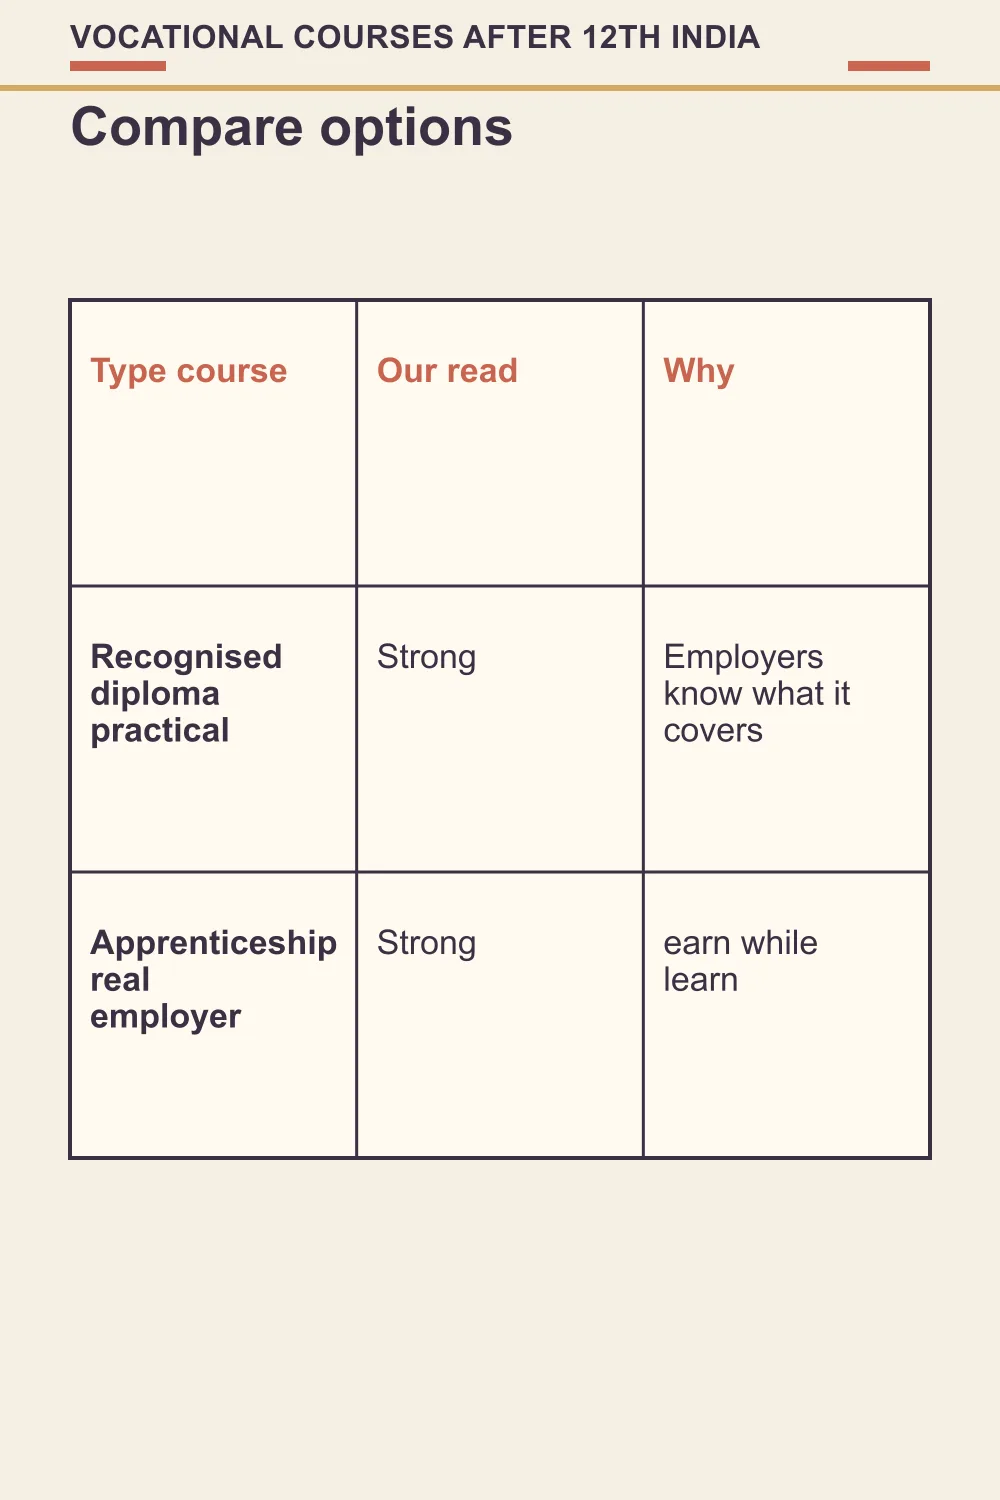 VOCATIONAL COURSES AFTER 12TH INDIA
Compare options
Type course
Our read
Why
Recognised
diploma
practical
Strong
Employers
know what it
covers
Apprenticeship
real
employer
Strong
earn while
learn